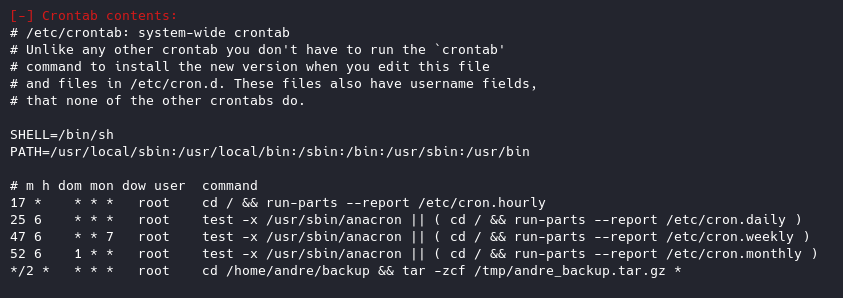 [-] Crontab contents:
# /etc/crontab: system-wide crontab
# Unlike any other crontab you don't have to run the `crontab'
# command to install the new version when you edit this file
# and files in /etc/cron.d. These files also have username fields,
# that none of the other crontabs do.
SHELL=/bin/sh
PATH=/usr/local/sbin:/usr/local/bin:/sbin:/bin:/usr/sbin:/usr/bin
# m h dom mon dow user  command
17 *    * * *   root    cd / && run-parts --report /etc/cron.hourly
25 6    * * *   root    test -x /usr/sbin/anacron || ( cd / && run-parts --report /etc/cron.daily )
47 6    * * 7   root    test -x /usr/sbin/anacron || ( cd / && run-parts --report /etc/cron.weekly )
52 6    1 * *   root    test -x /usr/sbin/anacron || ( cd / && run-parts --report /etc/cron.monthly )
*/2 *   * * *   root    cd /home/andre/backup && tar -zcf /tmp/andre_backup.tar.gz *